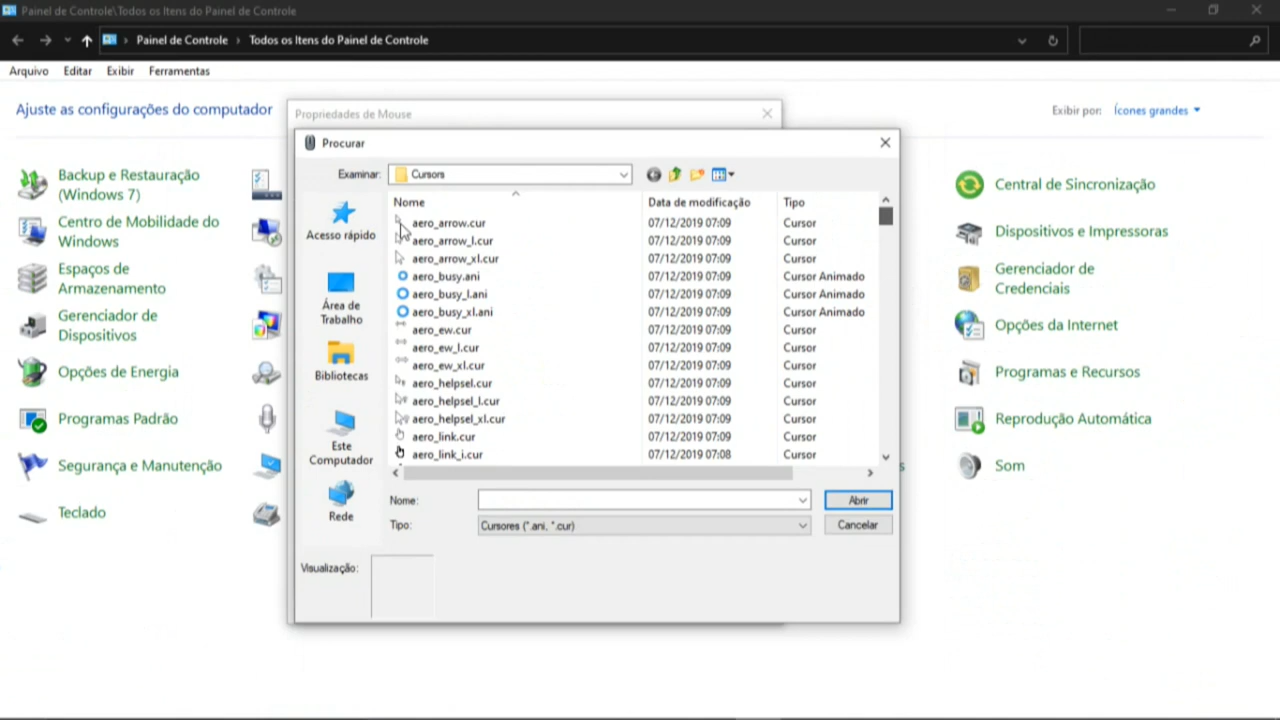 Painel de Controle\Todos os Itens do Painel de Controle
Painel de Controle › Todos os Itens do Painel de Controle
Arquivo Editar Exibir Ferramentas
Ajuste as configurações do computador
Exibir por: Ícones grandes
Backup e Restauração
(Windows 7)
Centro de Mobilidade do
Windows
Espaços de
Armazenamento
Gerenciador de
Dispositivos
Opções de Energia
Programas Padrão
Segurança e Manutenção
Teclado
Propriedades de Mouse
Procurar
Examinar: Cursors
Acesso rápido
Área de
Trabalho
Bibliotecas
Este
Computador
Rede
Nome Data de modificação Tipo
aero_arrow.cur 07/12/2019 07:09 Cursor
aero_arrow_l.cur 07/12/2019 07:09 Cursor
aero_arrow_xl.cur 07/12/2019 07:09 Cursor
aero_busy.ani 07/12/2019 07:09 Cursor Animado
aero_busy_l.ani 07/12/2019 07:09 Cursor Animado
aero_busy_xl.ani 07/12/2019 07:09 Cursor Animado
aero_ew.cur 07/12/2019 07:09 Cursor
aero_ew_l.cur 07/12/2019 07:09 Cursor
aero_ew_xl.cur 07/12/2019 07:09 Cursor
aero_helpsel.cur 07/12/2019 07:09 Cursor
aero_helpsel_l.cur 07/12/2019 07:09 Cursor
aero_helpsel_xl.cur 07/12/2019 07:09 Cursor
aero_link.cur 07/12/2019 07:09 Cursor
aero_link_i.cur 07/12/2019 07:08 Cursor
Nome: Abrir
Tipo: Cursores (*.ani, *.cur) Cancelar
Visualização:
Central de Sincronização
Dispositivos e Impressoras
Gerenciador de
Credenciais
Opções da Internet
Programas e Recursos
Reprodução Automática
Som